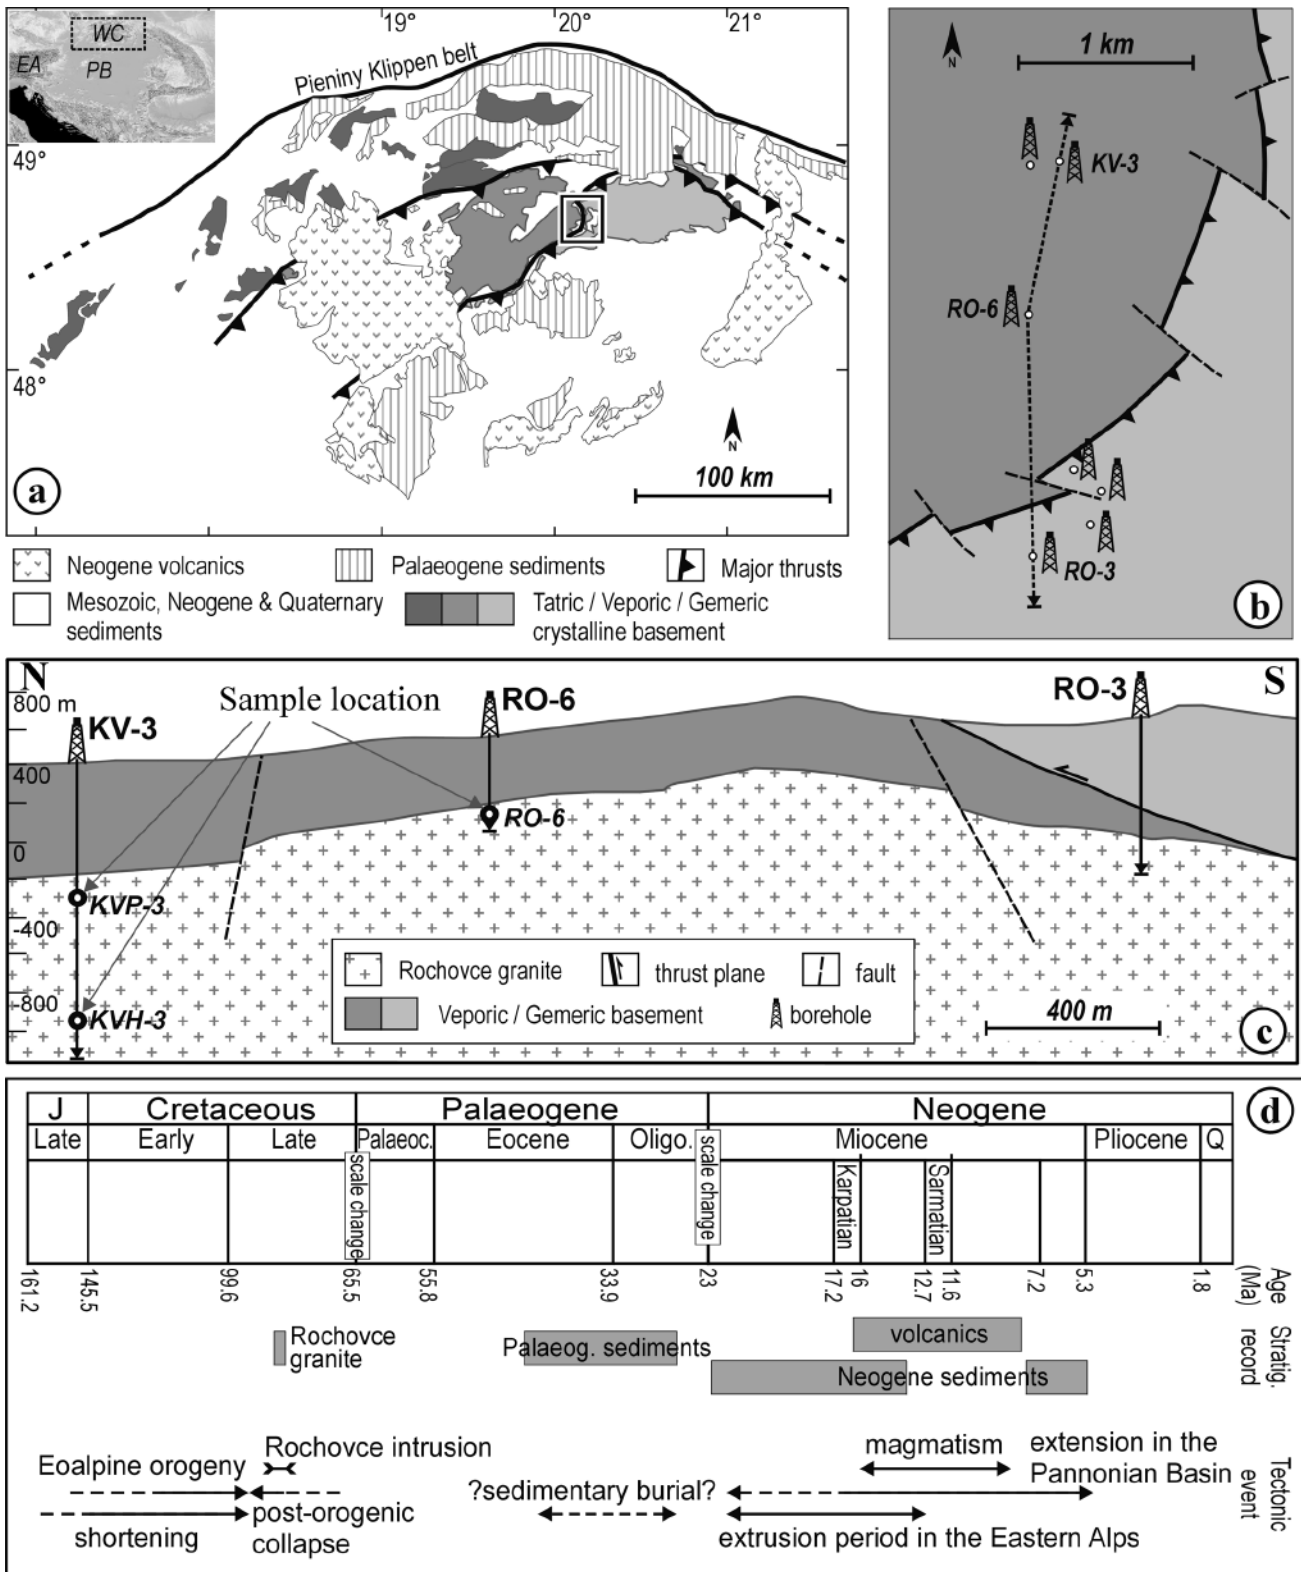 19°
20°
21°
WC
EA
PB
Pieniny Klippen belt
49°
48°
N
100 km
a
Neogene volcanics
Palaeogene sediments
Major thrusts
Mesozoic, Neogene & Quaternary
sediments
Tatric / Veporic / Gemeric
crystalline basement
1 km
N
KV-3
RO-6
RO-3
b
N
S
800 m
400
0
-400
-800
Sample location
KV-3
RO-6
RO-3
RO-6
KVP-3
KVH-3
Rochovce granite
thrust plane
fault
Veporic / Gemeric basement
borehole
400 m
c
d
J
Cretaceous
Palaeogene
Neogene
Late
Early
Late
Palaeoc.
Eocene
Oligo.
Miocene
Pliocene
Q
scale change
scale change
Karpatian
Sarmatian
161.2
145.5
99.6
65.5
55.8
33.9
23
17.2
16
12.7
11.6
7.2
5.3
1.8
Age
(Ma)
Rochovce
granite
Palaeog. sediments
volcanics
Neogene sediments
Stratig.
record
Rochovce intrusion
magmatism
extension in the
Pannonian Basin
Eoalpine orogeny
?sedimentary burial?
shortening
post-orogenic
collapse
extrusion period in the Eastern Alps
Tectonic
event